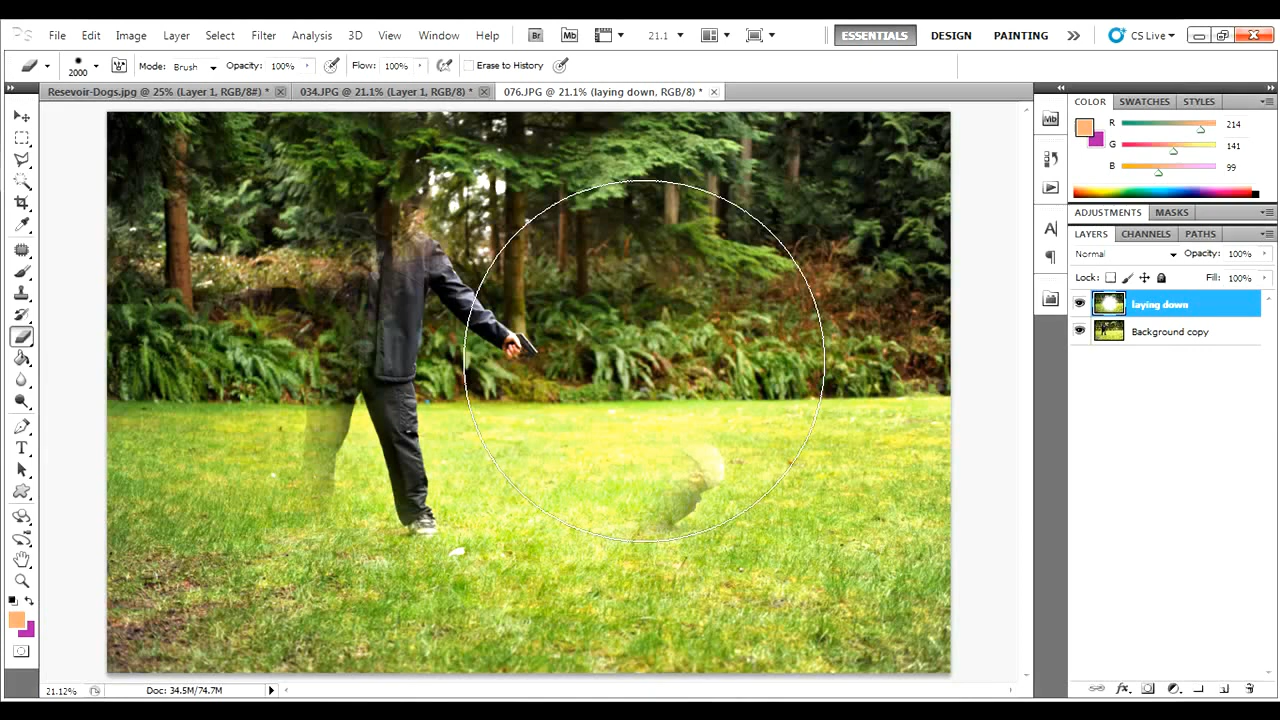 Ps File Edit Image Layer Select Filter Analysis 3D View Window Help Br Mb 21.1 ESSENTIALS DESIGN PAINTING CS Live
2000 Mode: Brush Opacity: 100% Flow: 100% Erase to History
Resevoir-Dogs.jpg @ 25% (Layer 1, RGB/8#) * 034.JPG @ 21.1% (Layer 1, RGB/8) * 076.JPG @ 21.1% (laying down, RGB/8) *
COLOR SWATCHES STYLES
Mb
R 214
G 141
B 99
ADJUSTMENTS MASKS
LAYERS CHANNELS PATHS
Normal Opacity: 100%
Lock: Fill: 100%
laying down
Background copy
21.12% Doc: 34.5M/74.7M